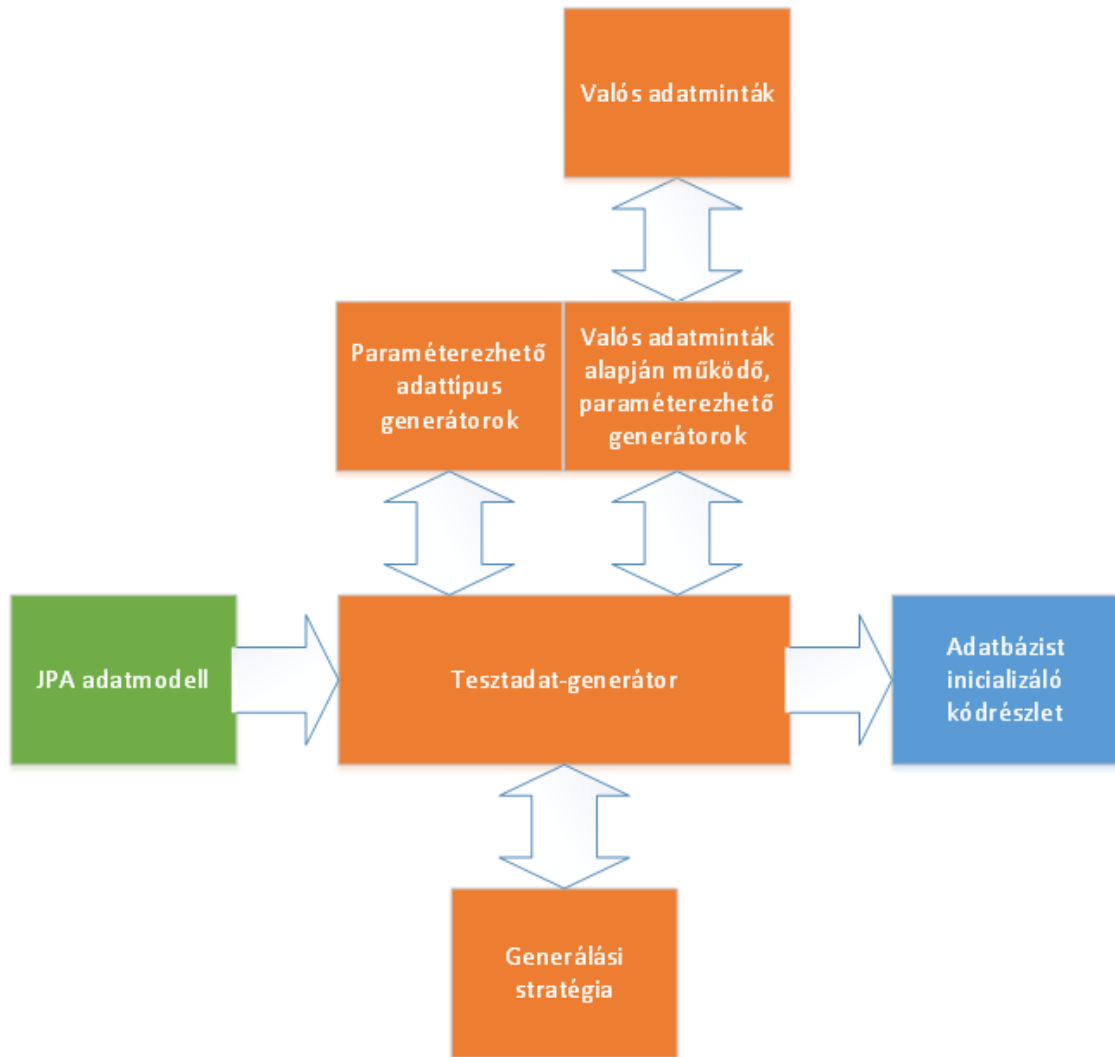 Valós adatminták
Paraméterezhető
adattípus
generátorok
Valós adatminták
alapján működő,
paraméterezhető
generátorok
JPA adatmodell
Tesztadat-generátor
Adatbázist
inicializáló
kódrészlet
Generálási
stratégia